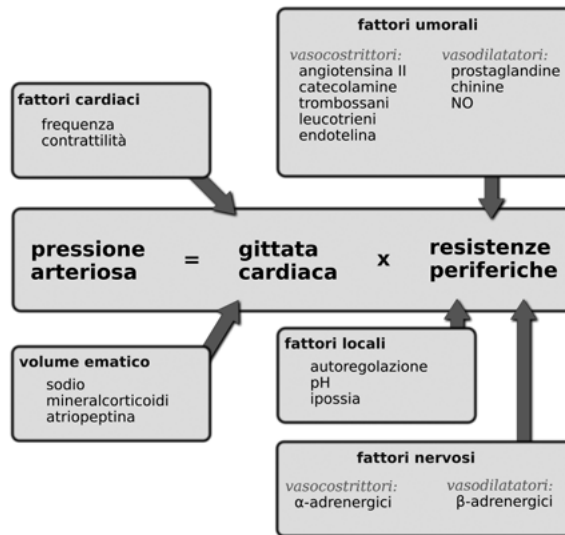 fattori umorali
vasocostrittori:
angiotensina II
catecolamine
trombossani
leucotrieni
endotelina
vasodilatatori:
prostaglandine
chinine
NO
fattori cardiaci
frequenza
contrattilità
pressione arteriosa = gittata cardiaca x resistenze periferiche
volume ematico
sodio
mineralcorticoidi
atriopeptina
fattori locali
autoregolazione
pH
ipossia
fattori nervosi
vasocostrittori:
α-adrenergici
vasodilatatori:
β-adrenergici